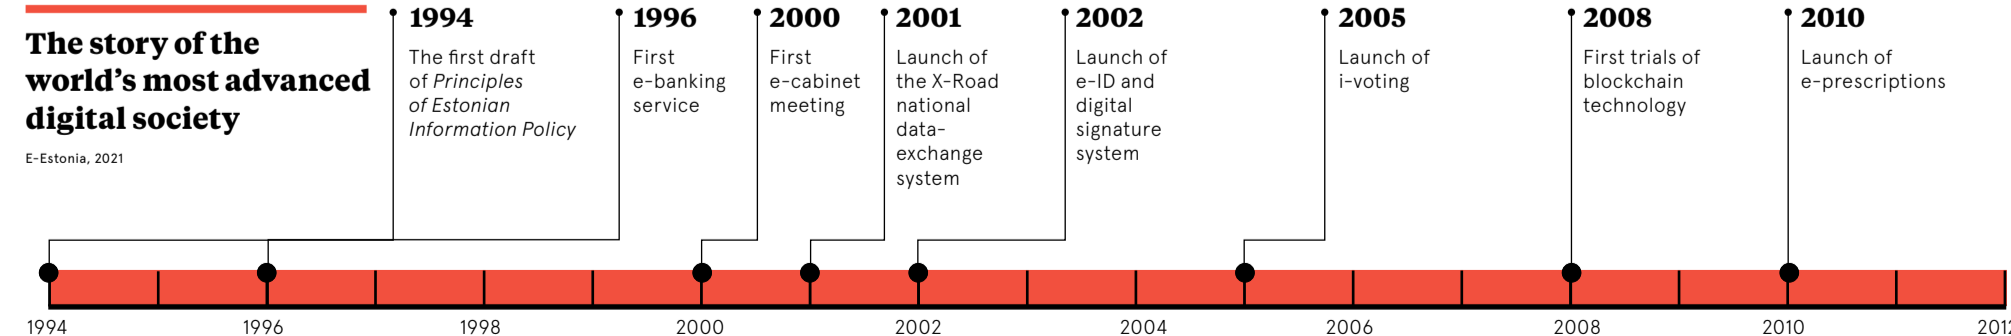 The story of the
world's most advanced
digital society
E-Estonia, 2021
1994
The first draft
of Principles
of Estonian
Information Policy
1996
First
e-banking
service
2000
First
e-cabinet
meeting
2001
Launch of
the X-Road
national
data-
exchange
system
2002
Launch of
e-ID and
digital
signature
system
2005
Launch of
i-voting
2008
First trials of
blockchain
technology
2010
Launch of
e-prescriptions
1994
1996
1998
2000
2002
2004
2006
2008
2010